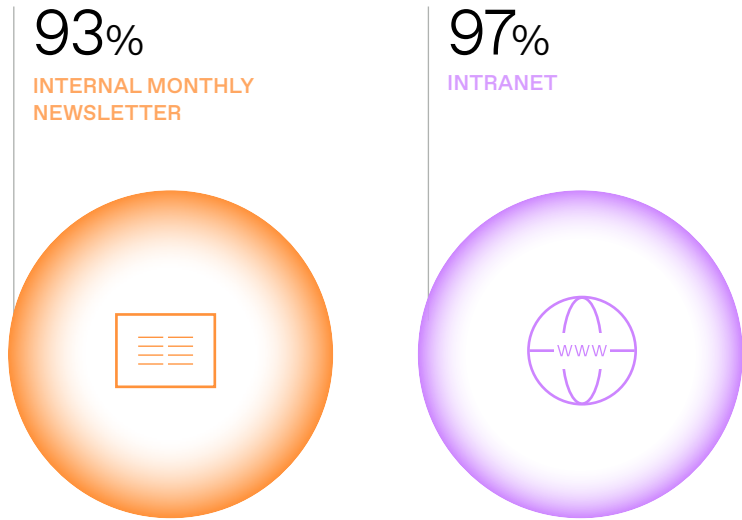 93%
INTERNAL MONTHLY
NEWSLETTER
97%
INTRANET
WWW